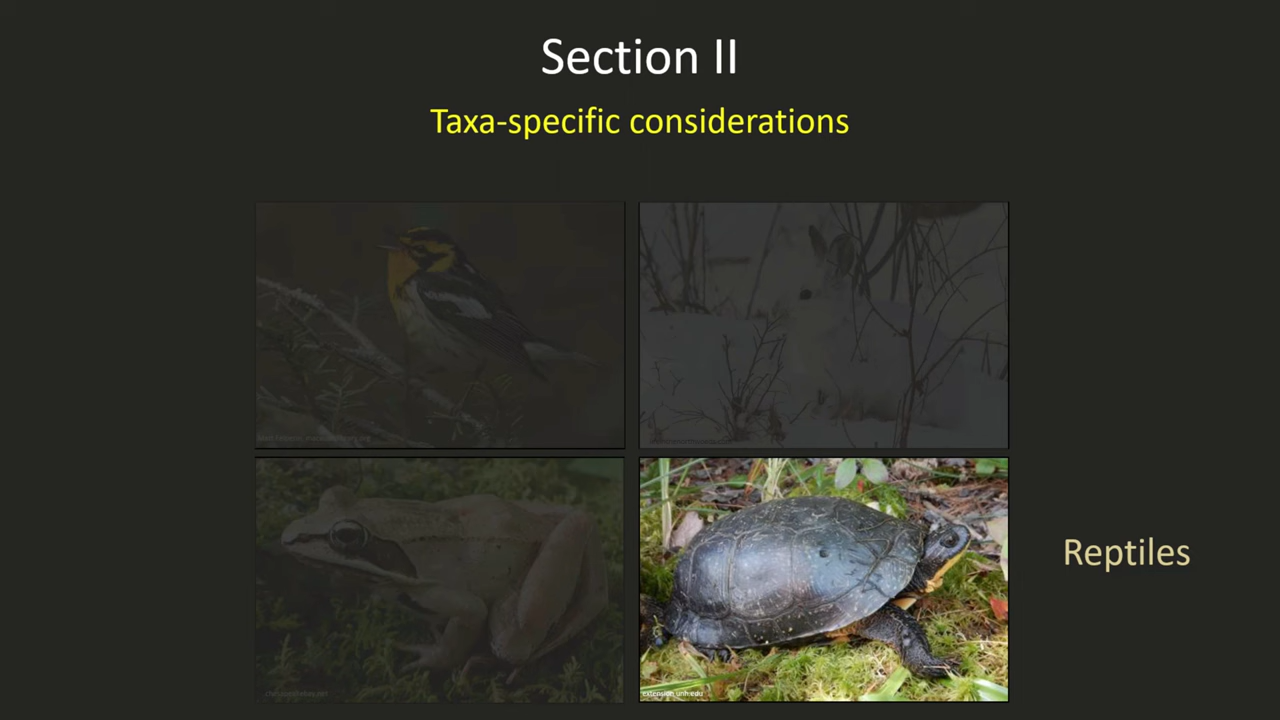 Section II
Taxa-specific considerations
Reptiles
extension.unh.edu